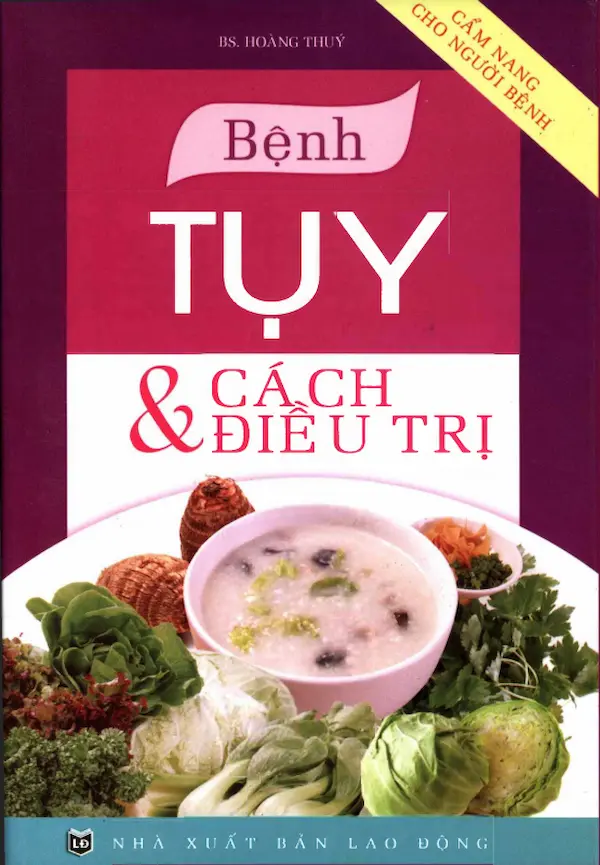 BS. HOÀNG THUÝ
CẨM NANG
CHO NGƯỜI BỆNH
Bệnh
TỤY
& CÁCH
ĐIỀU TRỊ
LĐ
NHÀ XUẤT BẢN LAO ĐỘNG